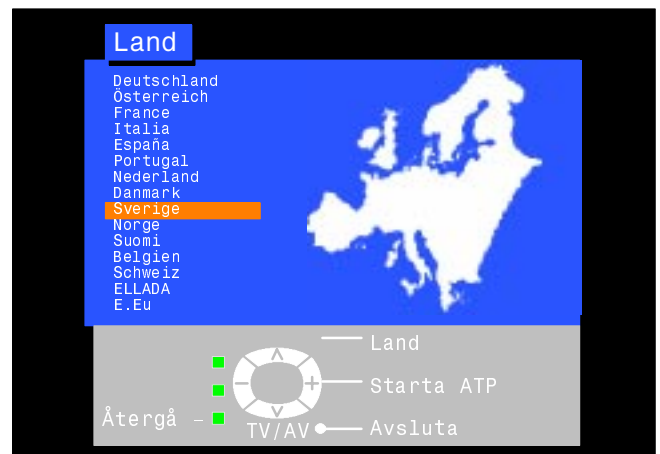 Land
Deutschland
Österreich
France
Italia
España
Portugal
Nederland
Danmark
Sverige
Norge
Suomi
Belgien
Schweiz
ELLADA
E.Eu
Land
Starta ATP
Återgå
TV/AV
Avsluta